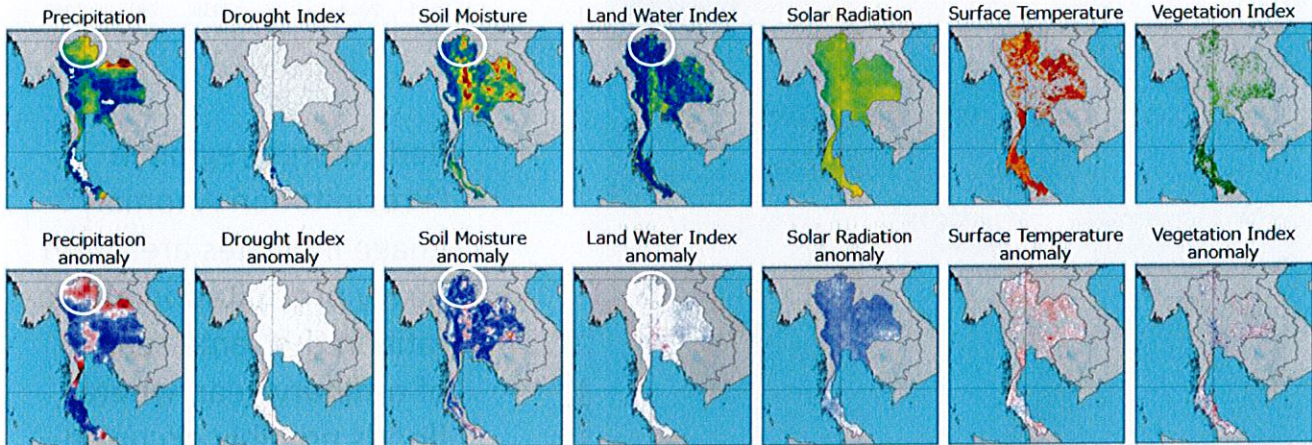 Precipitation
Drought Index
Soil Moisture
Land Water Index
Solar Radiation
Surface Temperature
Vegetation Index
Precipitation
anomaly
Drought Index
anomaly
Soil Moisture
anomaly
Land Water Index
anomaly
Solar Radiation
anomaly
Surface Temperature
anomaly
Vegetation Index
anomaly